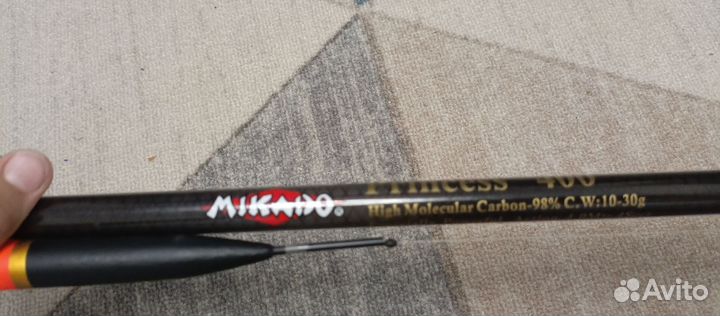 Princess 400
MIKADO®
High Molecular Carbon-98% C.W:10-30g
Avito